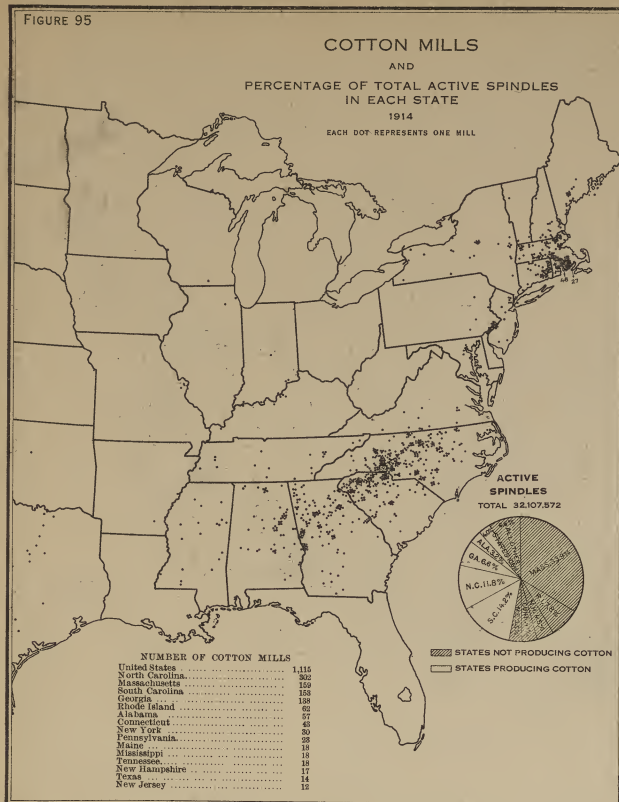 FIGURE 95
COTTON MILLS
AND
PERCENTAGE OF TOTAL ACTIVE SPINDLES
IN EACH STATE
1914
EACH DOT REPRESENTS ONE MILL
ACTIVE
SPINDLES
TOTAL 32,107,572
MASS.
ALA.
GA. 6.6%
N.C. 11.8%
S.C. 14.2%
STATES NOT PRODUCING COTTON
STATES PRODUCING COTTON
NUMBER OF COTTON MILLS
United States 1,115
North Carolina 302
Massachusetts 159
South Carolina 153
Georgia 138
Rhode Island 62
Alabama 57
Connecticut 43
New York 30
Pennsylvania 23
Maine 18
Mississippi 18
Tennessee 18
New Hampshire 17
Texas 14
New Jersey 12